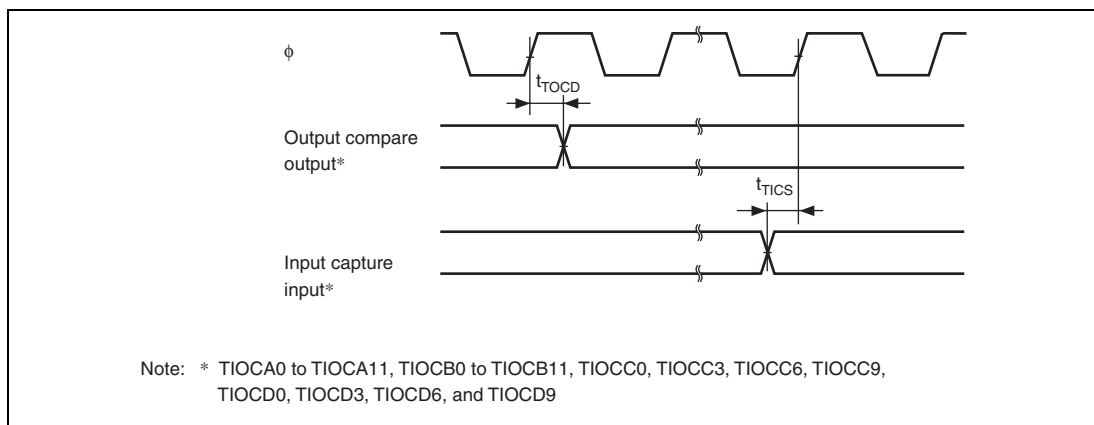 ϕ
tTOCD
Output compare
output*
tTICS
Input capture
input*
Note: * TIOCA0 to TIOCA11, TIOCB0 to TIOCB11, TIOCC0, TIOCC3, TIOCC6, TIOCC9,
TIOCD0, TIOCD3, TIOCD6, and TIOCD9